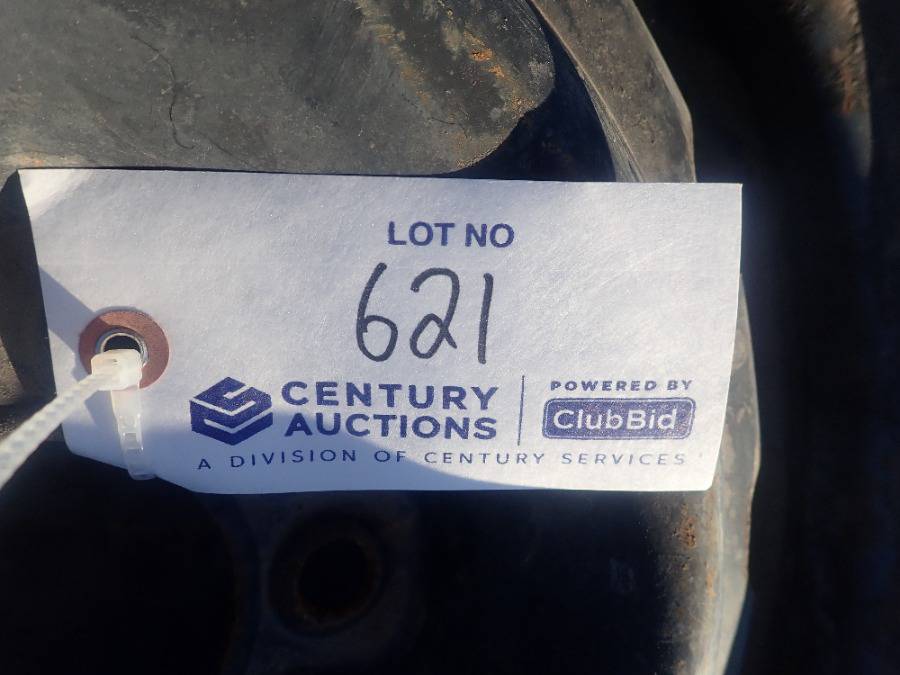 LOT NO
621
CENTURY
AUCTIONS
POWERED BY
ClubBid
A DIVISION OF CENTURY SERVICES